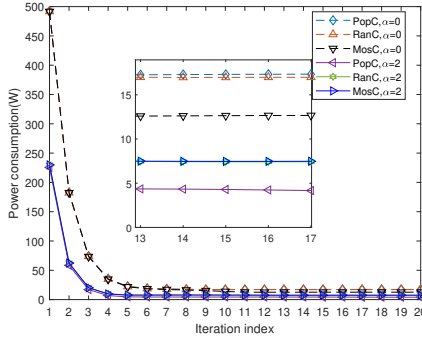 500
450
400
350
300
250
200
150
100
50
0
Power consumption(W)
PopC,α=0
RanC,α=0
MosC,α=0
PopC,α=2
RanC,α=2
MosC,α=2
15
10
5
0
13 14 15 16 17
1 2 3 4 5 6 7 8 9 10 11 12 13 14 15 16 17 18 19 20
Iteration index